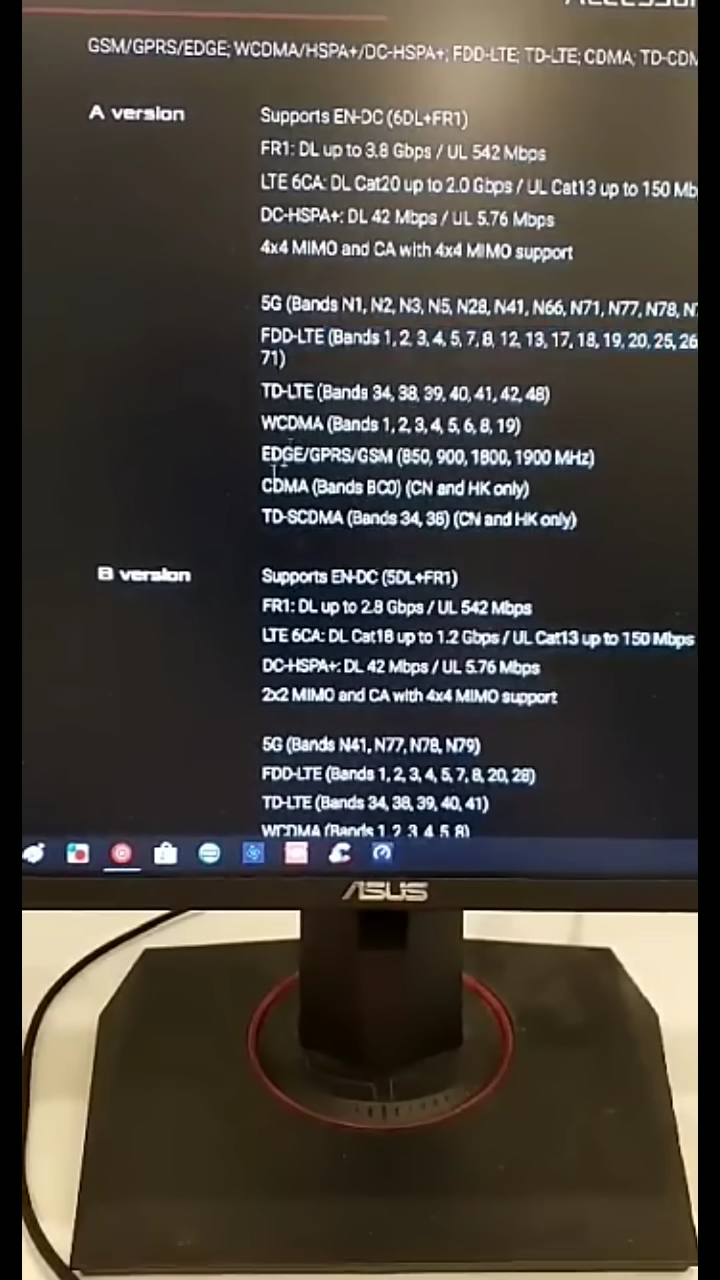 GSM/GPRS/EDGE; WCDMA/HSPA+/DC-HSPA+; FDD-LTE; TD-LTE; CDMA; TD-CDM
A version
Supports EN-DC (6DL+FR1)
FR1: DL up to 3.8 Gbps / UL 542 Mbps
LTE 6CA: DL Cat20 up to 2.0 Gbps / UL Cat13 up to 150 Mb
DC-HSPA+: DL 42 Mbps / UL 5.76 Mbps
4x4 MIMO and CA with 4x4 MIMO support
5G (Bands N1, N2, N3, N5, N28, N41, N66, N71, N77, N78, N7
FDD-LTE (Bands 1, 2, 3, 4, 5, 7, 8, 12, 13, 17, 18, 19, 20, 25, 26
71)
TD-LTE (Bands 34, 38, 39, 40, 41, 42, 48)
WCDMA (Bands 1, 2, 3, 4, 5, 6, 8, 19)
EDGE/GPRS/GSM (850, 900, 1800, 1900 MHz)
CDMA (Bands BC0) (CN and HK only)
TD-SCDMA (Bands 34, 38) (CN and HK only)
B version
Supports EN-DC (5DL+FR1)
FR1: DL up to 2.8 Gbps / UL 542 Mbps
LTE 6CA: DL Cat18 up to 1.2 Gbps / UL Cat13 up to 150 Mbps
DC-HSPA+: DL 42 Mbps / UL 5.76 Mbps
2x2 MIMO and CA with 4x4 MIMO support
5G (Bands N41, N77, N78, N79)
FDD-LTE (Bands 1, 2, 3, 4, 5, 7, 8, 20, 28)
TD-LTE (Bands 34, 38, 39, 40, 41)
WCDMA (Bands 1, 2, 3, 4, 5, 8)
ASUS